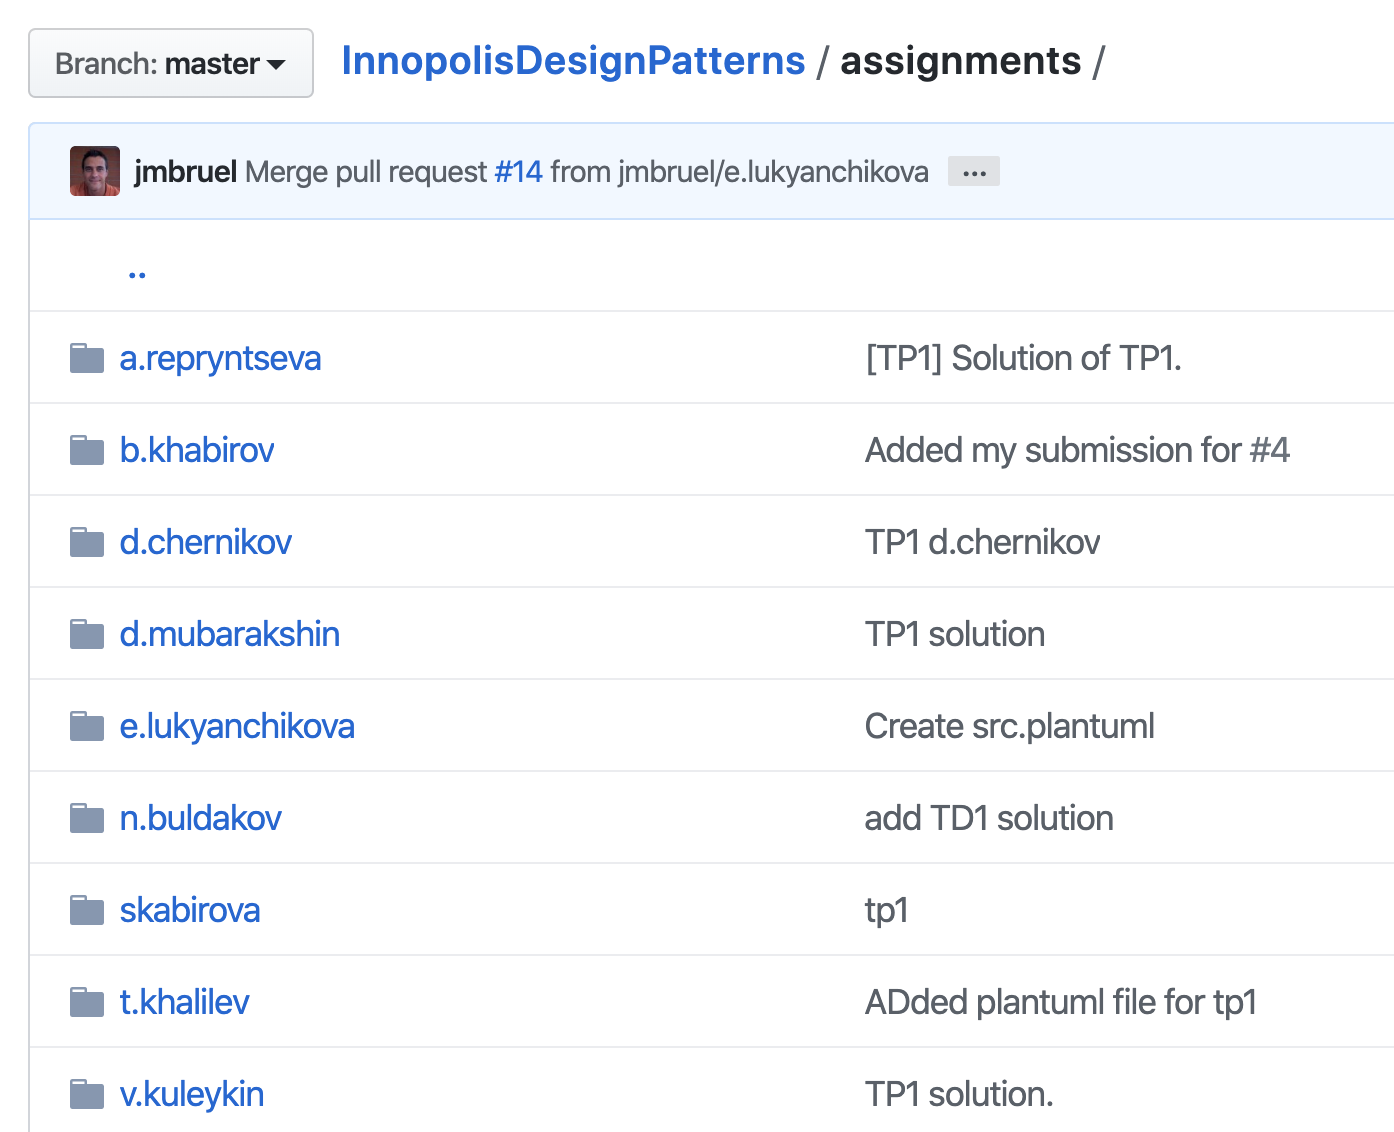 Branch: master InnopolisDesignPatterns / assignments /
jmbruel Merge pull request #14 from jmbruel/e.lukyanchikova ...
..
a.repryntseva [TP1] Solution of TP1.
b.khabirov Added my submission for #4
d.chernikov TP1 d.chernikov
d.mubarakshin TP1 solution
e.lukyanchikova Create src.plantuml
n.buldakov add TD1 solution
skabirova tp1
t.khalilev ADded plantuml file for tp1
v.kuleykin TP1 solution.